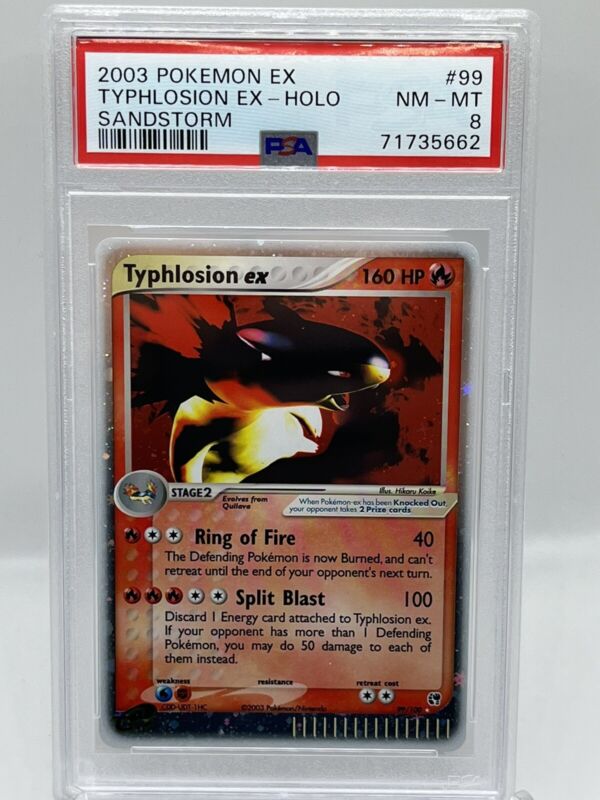 2003 POKEMON EX #99
TYPHLOSION EX - HOLO NM - MT
SANDSTORM 8
PSA 71735662
Typhlosion ex 160 HP
Illus. Hikaru Koike
STAGE2
Evolves from
Quilava
When Pokémon-ex has been Knocked Out,
your opponent takes 2 Prize cards.
Ring of Fire 40
The Defending Pokémon is now Burned, and can't
retreat until the end of your opponent's next turn.
Split Blast 100
Discard 1 Energy card attached to Typhlosion ex.
If your opponent has more than 1 Defending
Pokémon, you may do 50 damage to each of
them instead.
weakness resistance retreat cost
©2003 Pokémon/Nintendo 99/100